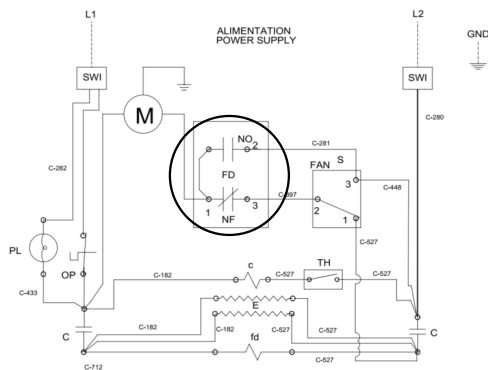 L1
L2
ALIMENTATION
POWER SUPPLY
GND
SWI
SWI
M
NO
2
C-281
C-280
S
FAN
FD
C-282
3
C-448
C-897
1
3
2
NF
1
C-527
PL
OP
C-182
C
C-527
TH
C-527
C-433
E
C
C-182
C-182
C-527
C-527
C
fd
C-527
C-712